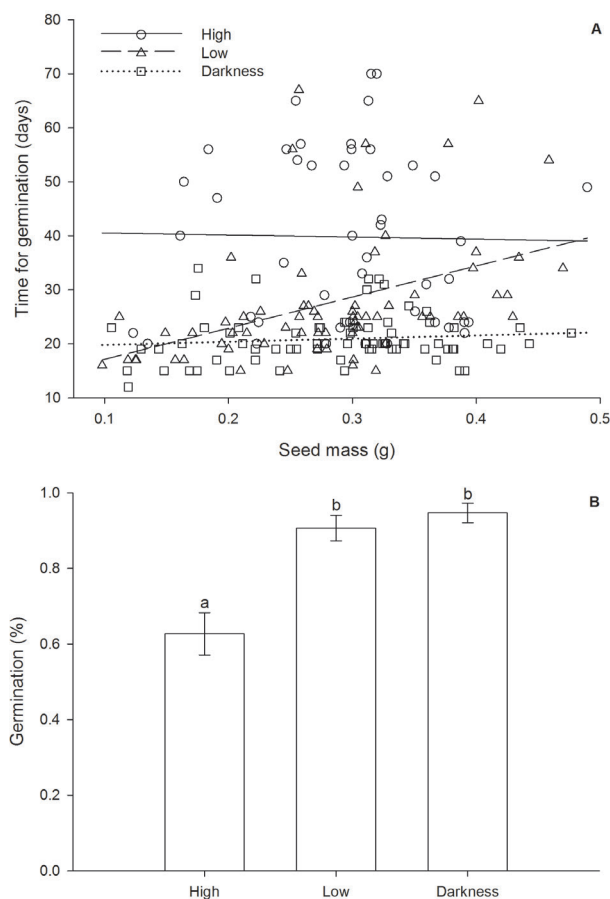 80
70
60
50
40
30
20
10
Time for germination (days)
High
Low
Darkness
A
0.1 0.2 0.3 0.4 0.5
Seed mass (g)
B
1.0
0.8
0.6
0.4
0.2
0.0
Germination (%)
a
b
b
High Low Darkness